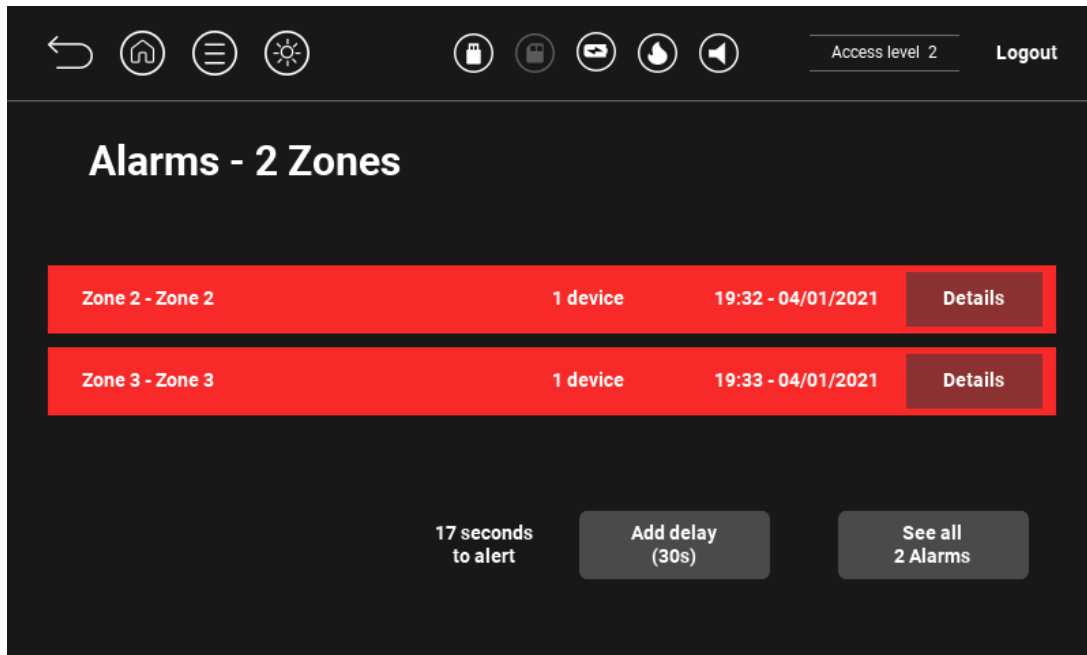 Access level 2 Logout
Alarms - 2 Zones
Zone 2 - Zone 2 1 device 19:32 - 04/01/2021 Details
Zone 3 - Zone 3 1 device 19:33 - 04/01/2021 Details
17 seconds
to alert
Add delay
(30s)
See all
2 Alarms